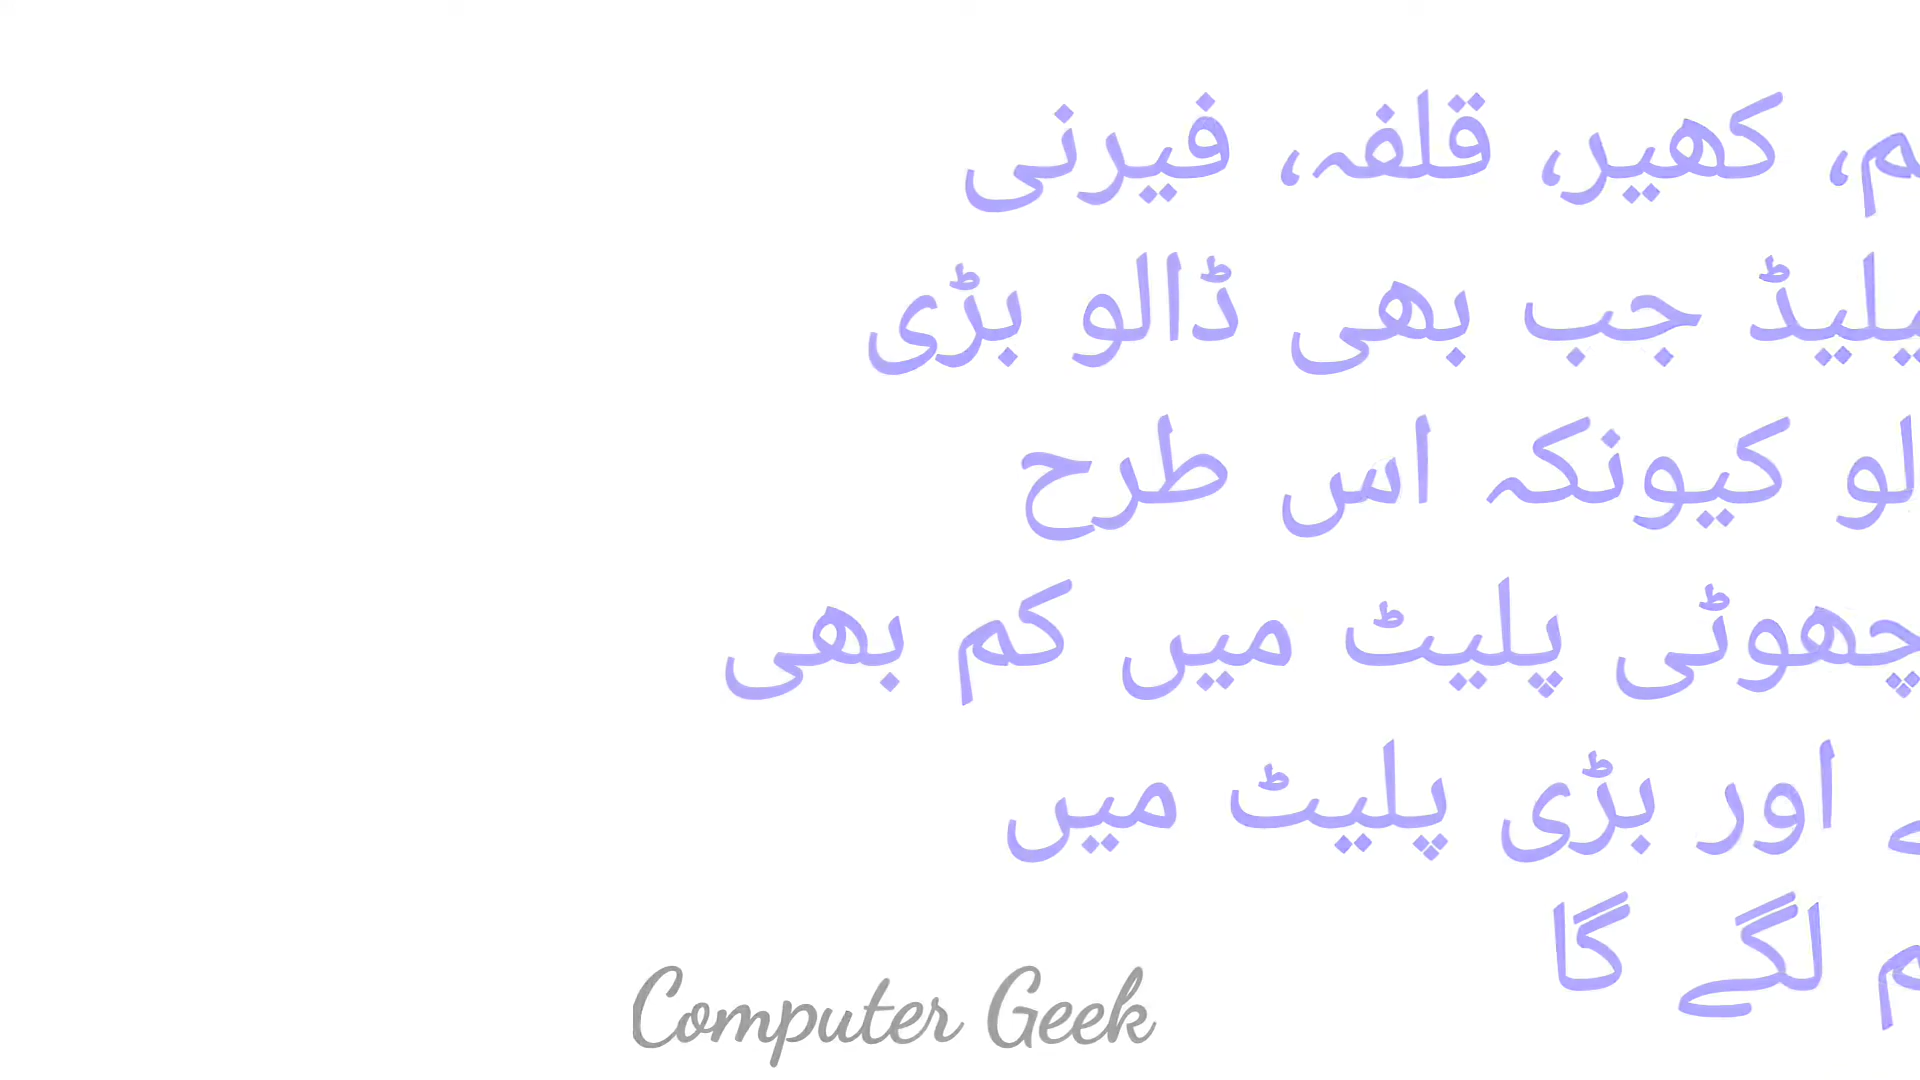 کھیر، قلفہ، فیرنی
جب بھی ڈالو بڑی
کیونکہ اس طرح
چھوٹی پلیٹ میں کم بھی
اور بڑی پلیٹ میں
لگے گا
Computer Geek